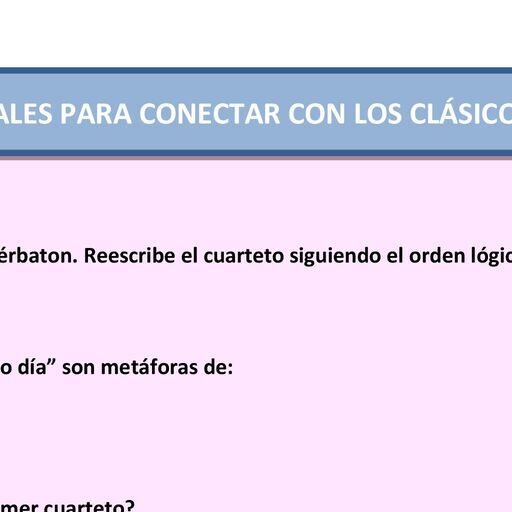 ALES PARA CONECTAR CON LOS CLÁSICO
érbaton. Reescribe el cuarteto siguiendo el orden lógic
o día” son metáforas de:
mer cuarteto?